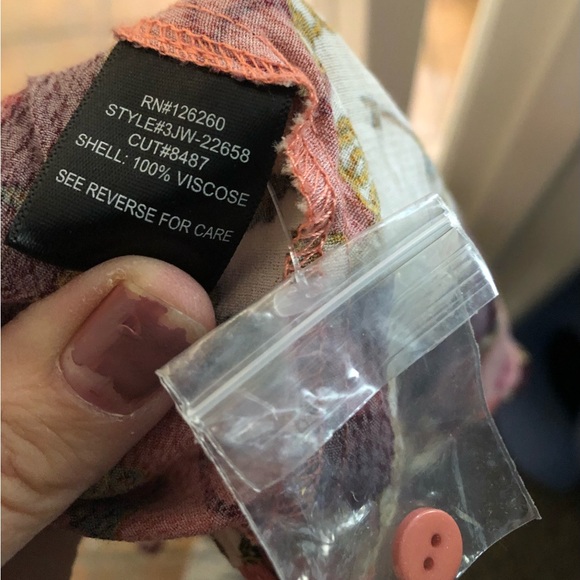 RN#126260
STYLE#3JW-22658
CUT#8487
SHELL: 100% VISCOSE
SEE REVERSE FOR CARE